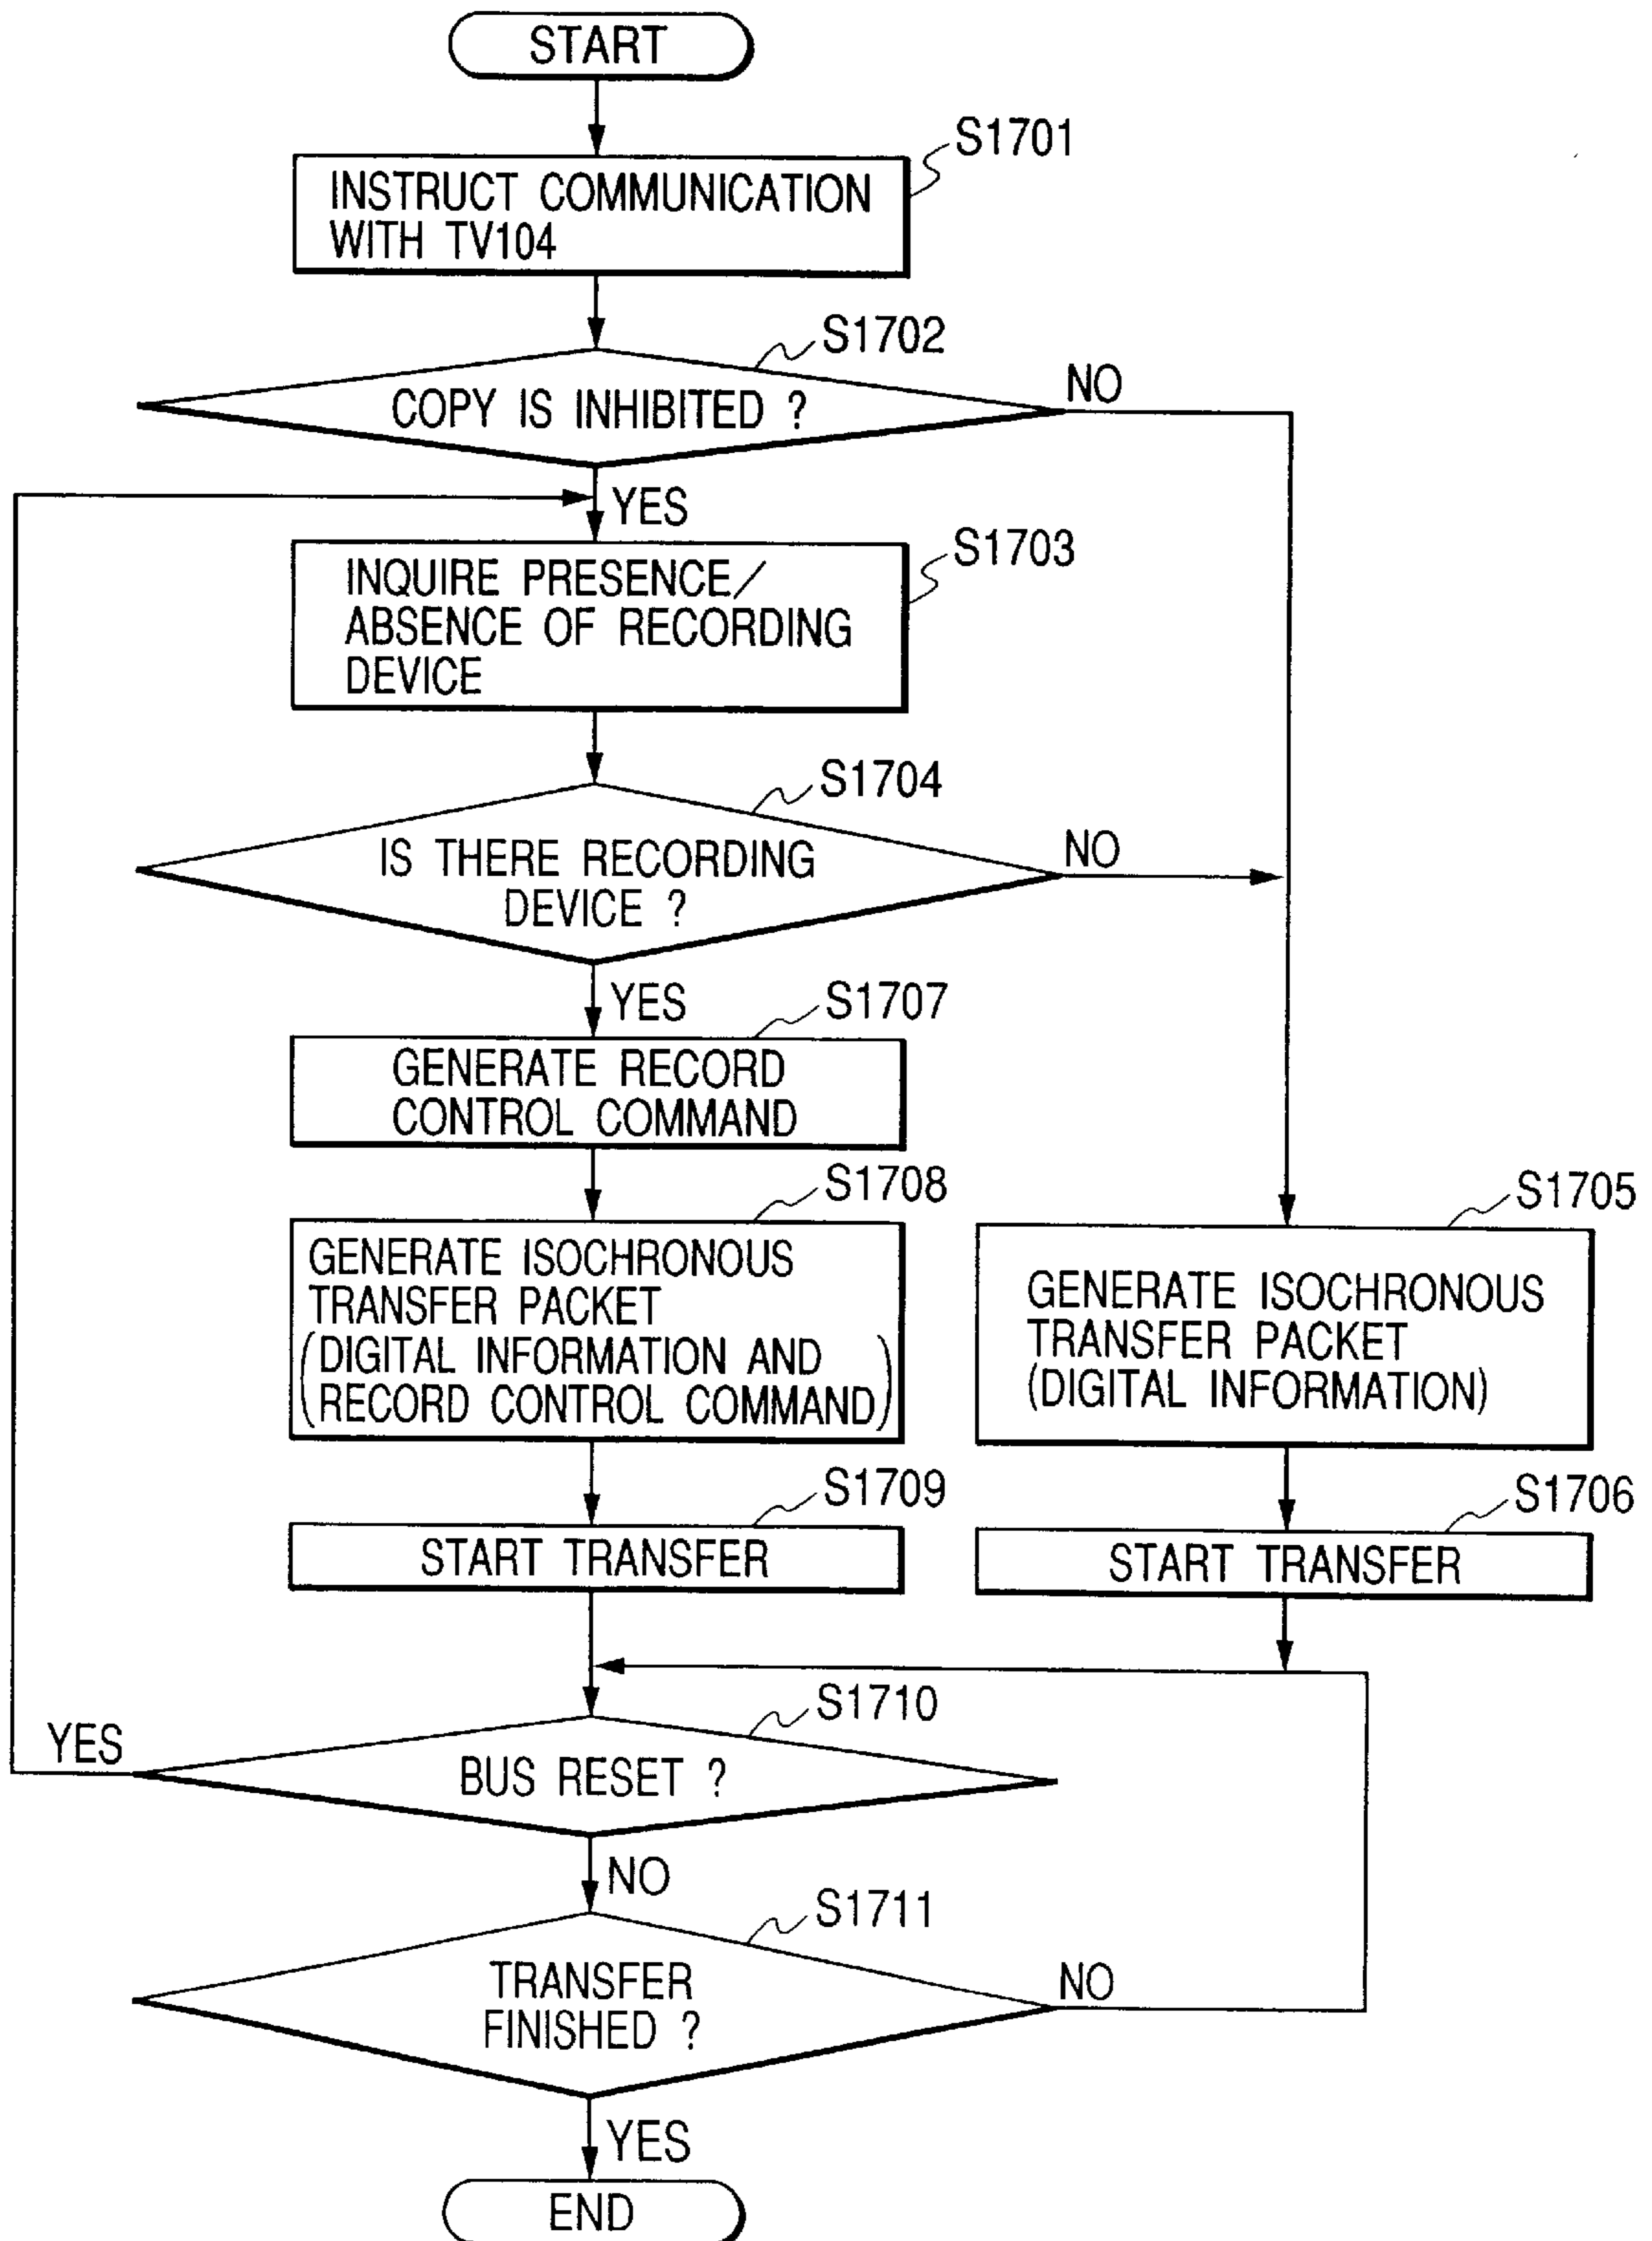 START
S1701
INSTRUCT COMMUNICATION
WITH TV104
S1702
COPY IS INHIBITED ?
NO
YES
S1703
INQUIRE PRESENCE/
ABSENCE OF RECORDING
DEVICE
S1704
IS THERE RECORDING
DEVICE ?
NO
YES
S1707
GENERATE RECORD
CONTROL COMMAND
S1708
GENERATE ISOCHRONOUS
TRANSFER PACKET
(DIGITAL INFORMATION AND
RECORD CONTROL COMMAND)
S1705
GENERATE ISOCHRONOUS
TRANSFER PACKET
(DIGITAL INFORMATION)
S1709
START TRANSFER
S1706
START TRANSFER
S1710
YES
BUS RESET ?
NO
S1711
TRANSFER
FINISHED ?
NO
YES
END